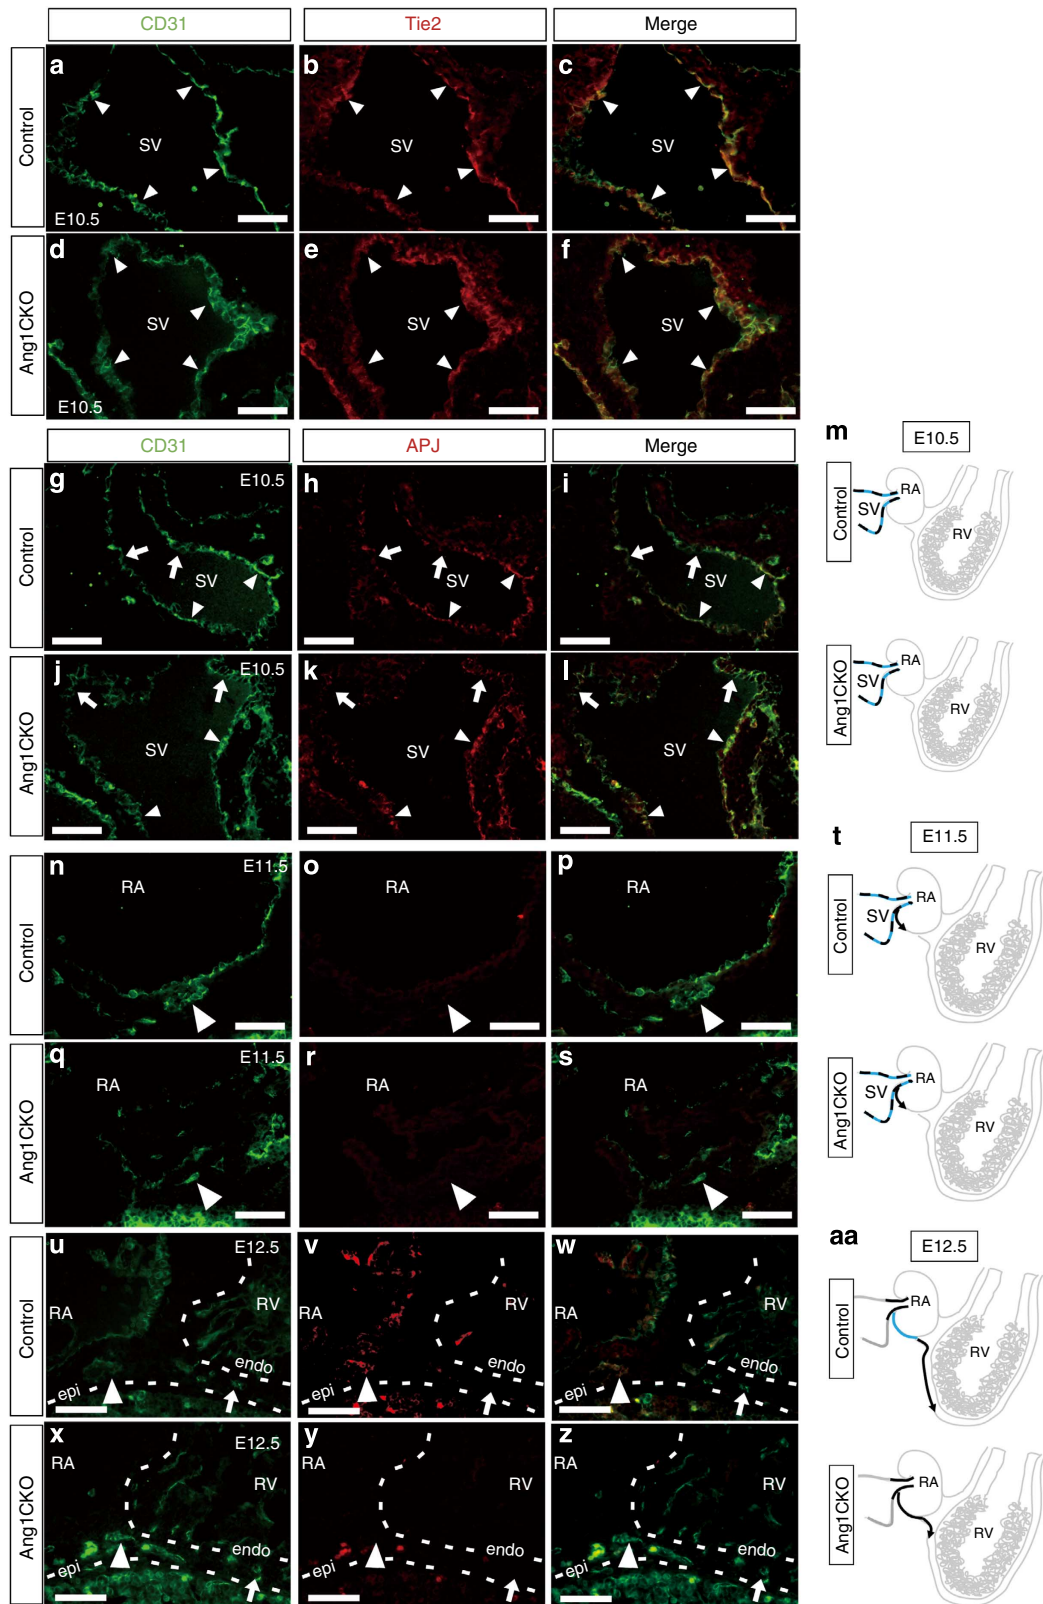 CD31 Tie2 Merge
Control
a b c
SV SV SV
E10.5
Ang1CKO
d e f
SV SV SV
E10.5
CD31 APJ Merge
Control
g E10.5 h i
SV SV SV
Ang1CKO
j E10.5 k l
SV SV SV
m E10.5
Control
RA
SV
RV
Ang1CKO
RA
SV
RV
Control
n E11.5 o p
RA RA RA
Ang1CKO
q E11.5 r s
RA RA RA
t E11.5
Control
RA
SV
RV
Ang1CKO
RA
SV
RV
Control
u E12.5 v w
RA RV RA RV RA RV
endo endo endo
epi epi epi
Ang1CKO
x E12.5 y z
RA RV RA RV RA RV
endo endo endo
epi epi epi
aa E12.5
Control
RA
RV
Ang1CKO
RA
RV